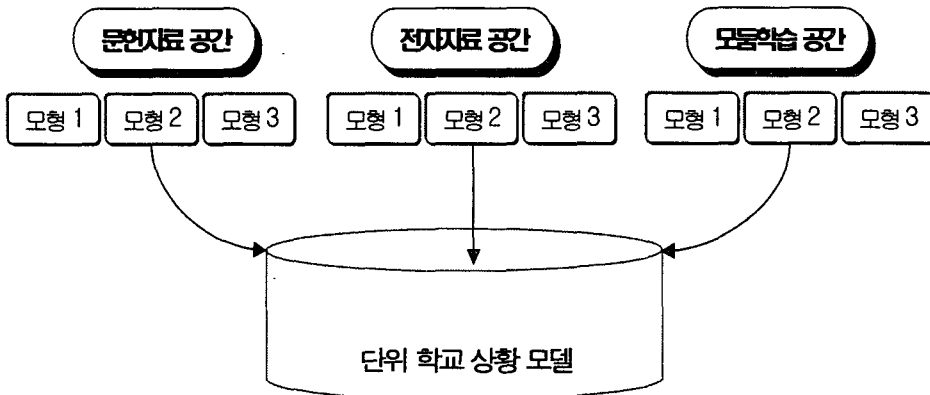 문헌자료 공간 전자자료 공간 모둠학습 공간
모형 1 모형 2 모형 3 모형 1 모형 2 모형 3 모형 1 모형 2 모형 3
단위 학교 상황 모델